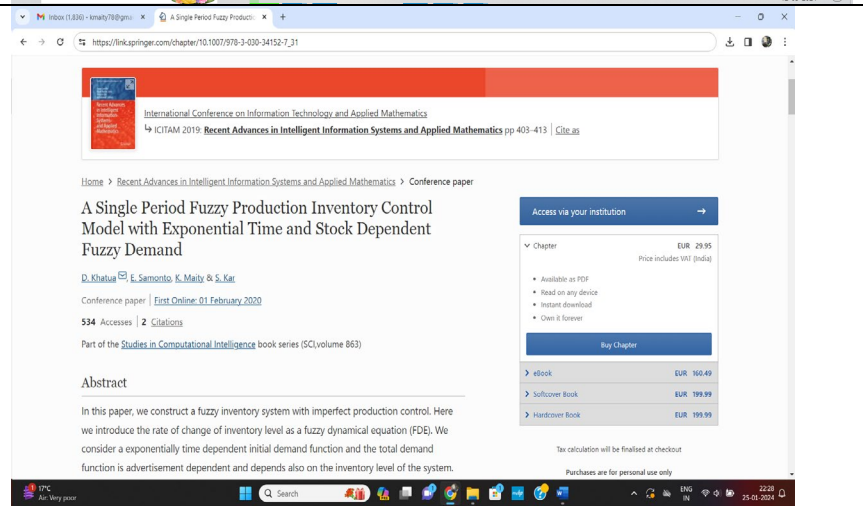 Inbox (1,836) - kmaity78@gmai
A Single Period Fuzzy Productio
https://link.springer.com/chapter/10.1007/978-3-030-34152-7_31
International Conference on Information Technology and Applied Mathematics
↳ ICITAM 2019: Recent Advances in Intelligent Information Systems and Applied Mathematics pp 403–413 | Cite as
Home > Recent Advances in Intelligent Information Systems and Applied Mathematics > Conference paper
A Single Period Fuzzy Production Inventory Control
Model with Exponential Time and Stock Dependent
Fuzzy Demand
D. Khatua, E. Samonto, K. Maity & S. Kar
Conference paper | First Online: 01 February 2020
534 Accesses | 2 Citations
Part of the Studies in Computational Intelligence book series (SCI,volume 863)
Abstract
In this paper, we construct a fuzzy inventory system with imperfect production control. Here
we introduce the rate of change of inventory level as a fuzzy dynamical equation (FDE). We
consider a exponentially time dependent initial demand function and the total demand
function is advertisement dependent and depends also on the inventory level of the system.
Access via your institution →
Chapter EUR 29.95
Price includes VAT (India)
• Available as PDF
• Read on any device
• Instant download
• Own it forever
Buy Chapter
eBook EUR 160.49
Softcover Book EUR 199.99
Hardcover Book EUR 199.99
Tax calculation will be finalised at checkout
Purchases are for personal use only
17°C
Air: Very poor
Search
ENG
IN
22:28
25-01-2024